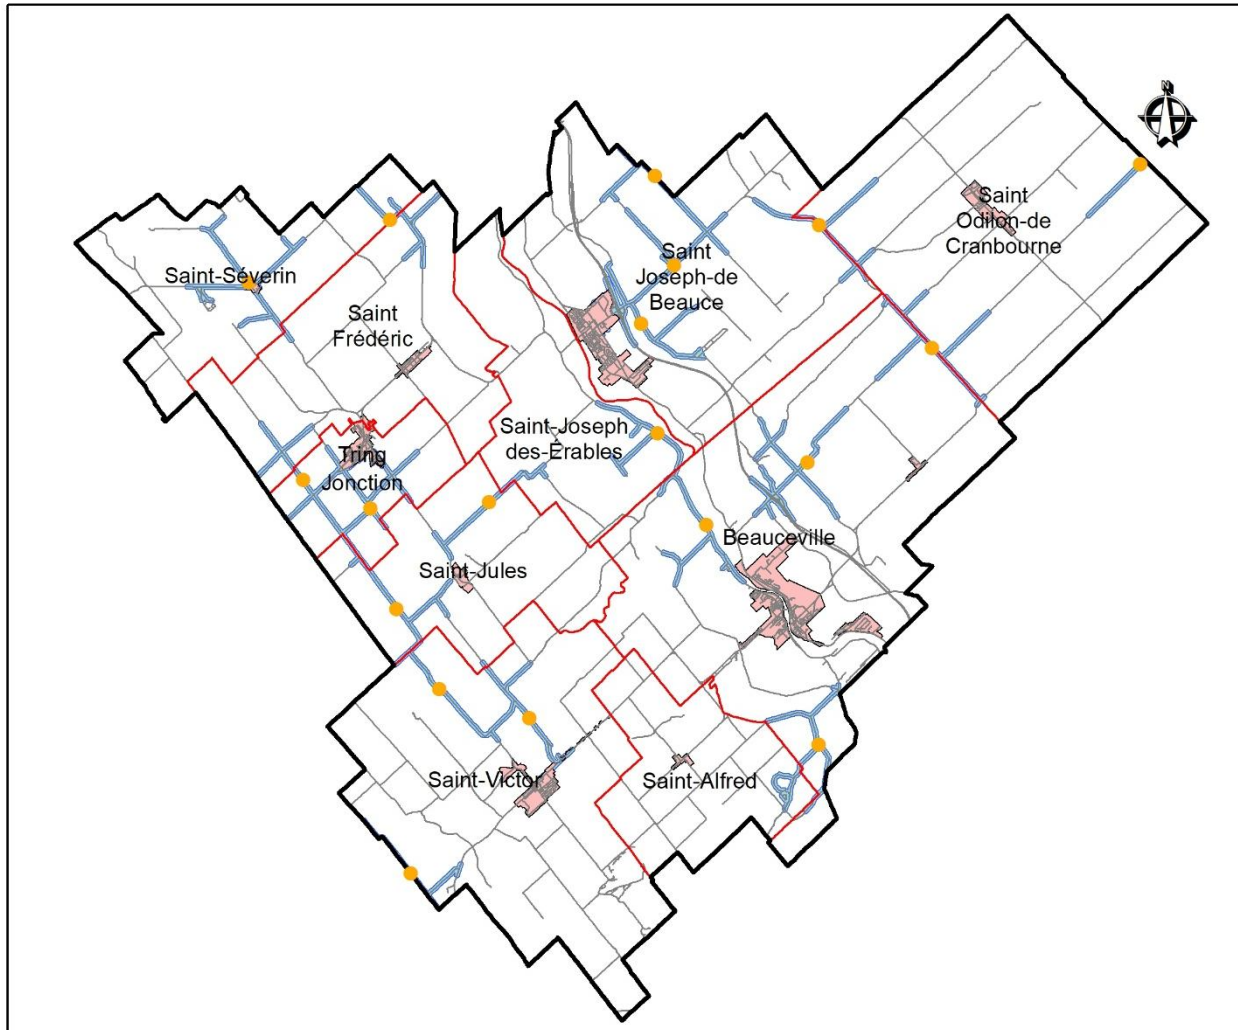 N
Saint
Odilon-de
Cranbourne
Saint
Joseph-de
Beauce
Saint-Séverin
Saint
Frédéric
Saint-Joseph
des-Érables
Tring
Jonction
Beauceville
Saint-Jules
Saint-Victor
Saint-Alfred